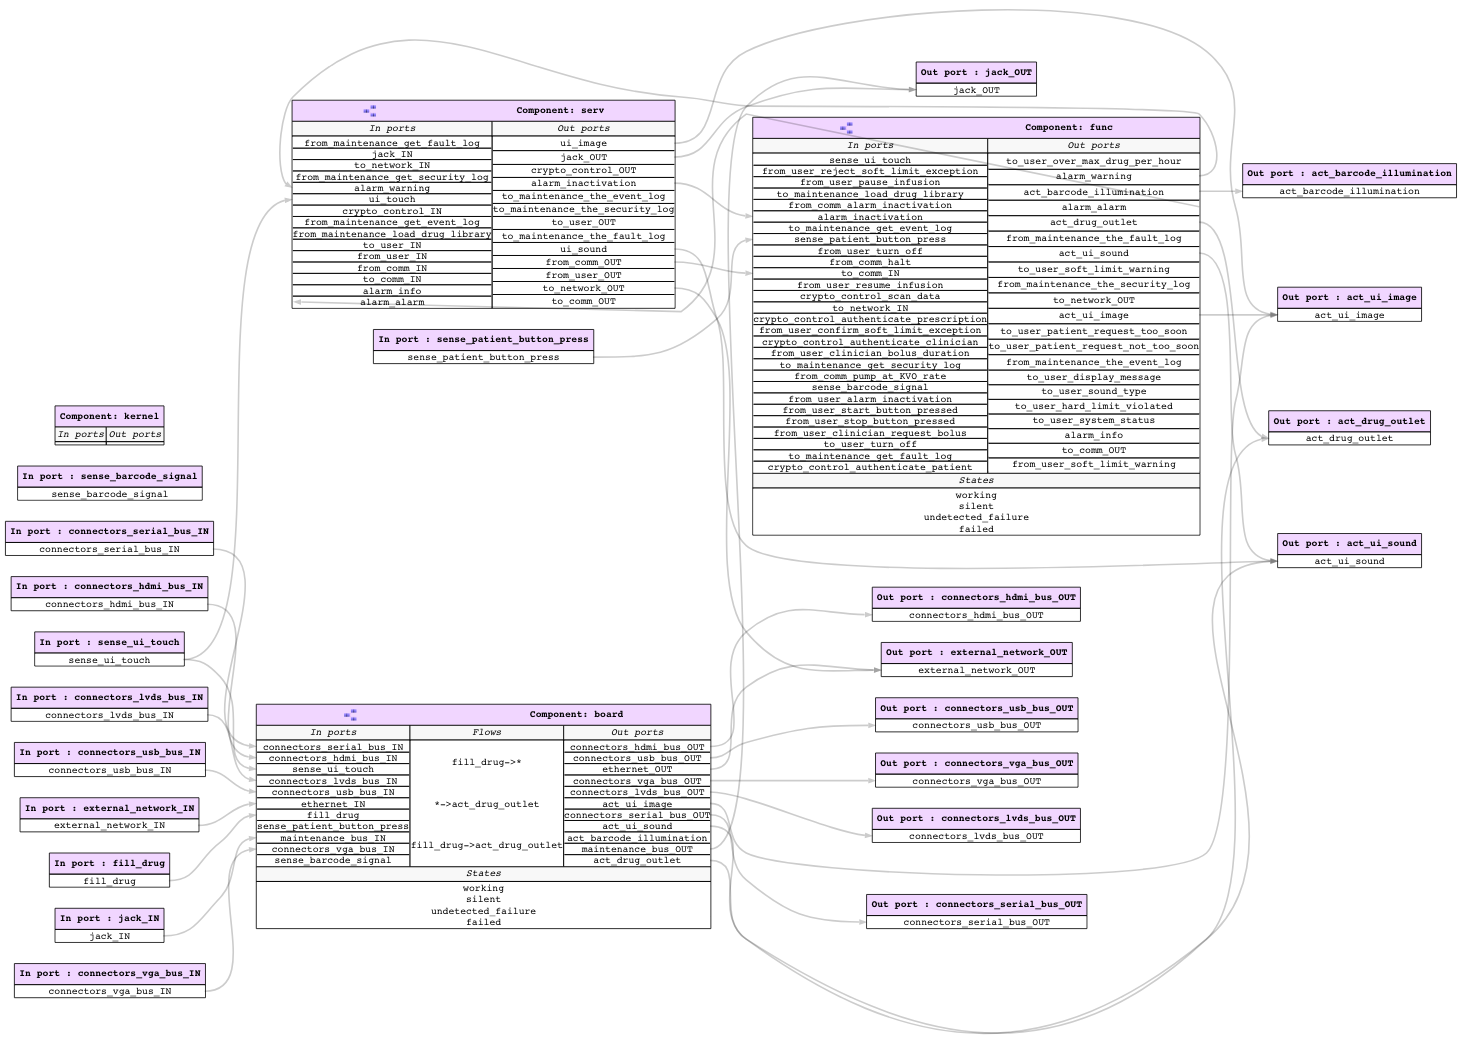 Out port : jack_OUT
jack_OUT
Component: serv
In ports
Out ports
from_maintenance_get_fault_log
jack_IN
to_network_IN
from_maintenance_get_security_log
alarm_warning
ui_touch
crypto_control_IN
from_maintenance_get_event_log
from_maintenance_load_drug_library
to_user_IN
from_user_IN
from_comm_IN
to_comm_IN
alarm_info
alarm_alarm
ui_image
jack_OUT
crypto_control_OUT
alarm_inactivation
to_maintenance_the_event_log
to_maintenance_the_security_log
to_user_OUT
to_maintenance_the_fault_log
ui_sound
from_comm_OUT
from_user_OUT
to_network_OUT
to_comm_OUT
Component: func
In ports
Out ports
sense_ui_touch
from_user_reject_soft_limit_exception
from_user_pause_infusion
to_maintenance_load_drug_library
from_comm_alarm_inactivation
alarm_inactivation
to_maintenance_get_event_log
sense_patient_button_press
from_user_turn_off
from_comm_halt
to_comm_IN
from_user_resume_infusion
crypto_control_scan_data
to_network_IN
crypto_control_authenticate_prescription
from_user_confirm_soft_limit_exception
crypto_control_authenticate_clinician
from_user_clinician_bolus_duration
to_maintenance_get_security_log
from_comm_pump_at_KVO_rate
sense_barcode_signal
from_user_alarm_inactivation
from_user_start_button_pressed
from_user_stop_button_pressed
from_user_clinician_request_bolus
to_user_turn_off
to_maintenance_get_fault_log
crypto_control_authenticate_patient
to_user_over_max_drug_per_hour
alarm_warning
act_barcode_illumination
alarm_alarm
act_drug_outlet
from_maintenance_the_fault_log
act_ui_sound
to_user_soft_limit_warning
from_maintenance_the_security_log
to_network_OUT
act_ui_image
to_user_patient_request_too_soon
to_user_patient_request_not_too_soon
from_maintenance_the_event_log
to_user_display_message
to_user_sound_type
to_user_hard_limit_violated
to_user_system_status
alarm_info
to_comm_OUT
from_user_soft_limit_warning
States
working
silent
undetected_failure
failed
Out port : act_barcode_illumination
act_barcode_illumination
Out port : act_ui_image
act_ui_image
In port : sense_patient_button_press
sense_patient_button_press
Component: kernel
In ports
Out ports
Out port : act_drug_outlet
act_drug_outlet
In port : sense_barcode_signal
sense_barcode_signal
In port : connectors_serial_bus_IN
connectors_serial_bus_IN
Out port : act_ui_sound
act_ui_sound
In port : connectors_hdmi_bus_IN
connectors_hdmi_bus_IN
Out port : connectors_hdmi_bus_OUT
connectors_hdmi_bus_OUT
In port : sense_ui_touch
sense_ui_touch
Out port : external_network_OUT
external_network_OUT
In port : connectors_lvds_bus_IN
connectors_lvds_bus_IN
Out port : connectors_usb_bus_OUT
connectors_usb_bus_OUT
In port : connectors_usb_bus_IN
connectors_usb_bus_IN
Out port : connectors_vga_bus_OUT
connectors_vga_bus_OUT
In port : external_network_IN
external_network_IN
Out port : connectors_lvds_bus_OUT
connectors_lvds_bus_OUT
In port : fill_drug
fill_drug
In port : jack_IN
jack_IN
Out port : connectors_serial_bus_OUT
connectors_serial_bus_OUT
In port : connectors_vga_bus_IN
connectors_vga_bus_IN
Component: board
In ports
Flows
Out ports
connectors_serial_bus_IN
connectors_hdmi_bus_IN
sense_ui_touch
connectors_lvds_bus_IN
connectors_usb_bus_IN
ethernet_IN
fill_drug
sense_patient_button_press
maintenance_bus_IN
connectors_vga_bus_IN
sense_barcode_signal
fill_drug->*
*->act_drug_outlet
fill_drug->act_drug_outlet
connectors_hdmi_bus_OUT
connectors_usb_bus_OUT
ethernet_OUT
connectors_vga_bus_OUT
connectors_lvds_bus_OUT
act_ui_image
connectors_serial_bus_OUT
act_ui_sound
act_barcode_illumination
maintenance_bus_OUT
act_drug_outlet
States
working
silent
undetected_failure
failed